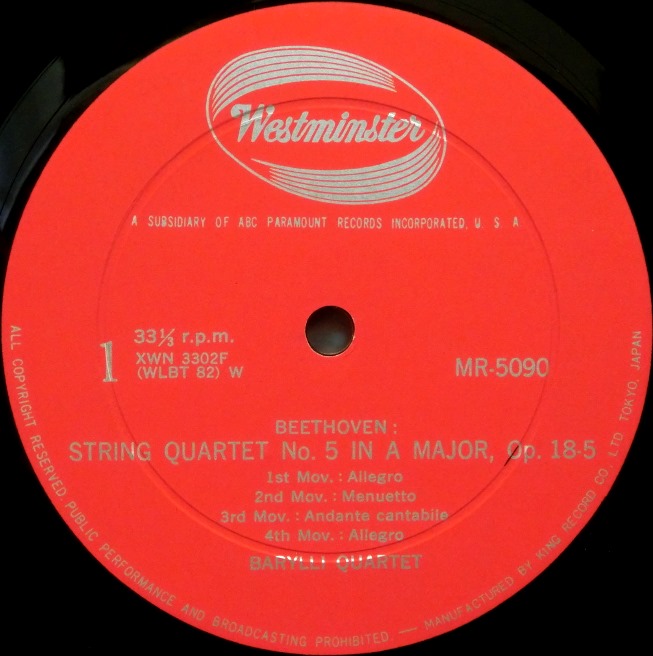 Westminster
A SUBSIDIARY OF ABC PARAMOUNT RECORDS INCORPORATED, U. S. A
33⅓ r.p.m.
1
XWN 3302F
(WLBT 82) W
MR-5090
BEETHOVEN:
STRING QUARTET No. 5 IN A MAJOR, Op. 18-5
1st Mov. : Allegro
2nd Mov. : Menuetto
3rd Mov. : Andante cantabile
4th Mov. : Allegro
BARYLLI QUARTET
ALL COPYRIGHT RESERVED PUBLIC PERFORMANCE AND BROADCASTING PROHIBITED. — MANUFACTURED BY KING RECORD CO. LTD TOKYO, JAPAN